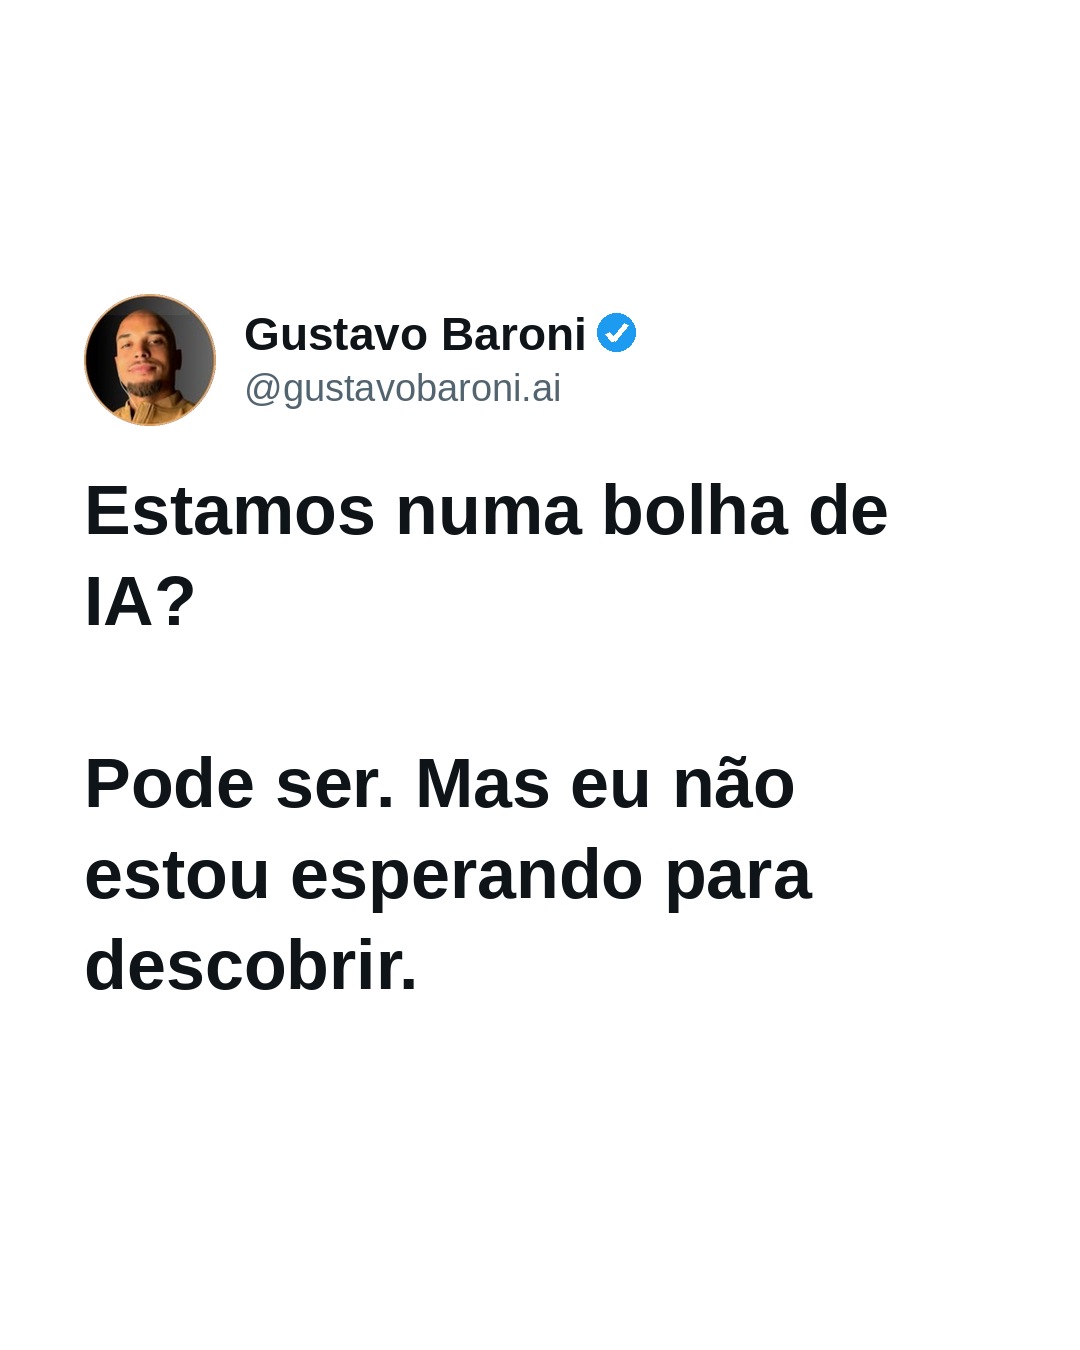 Gustavo Baroni
@gustavobaroni.ai
Estamos numa bolha de
IA?
Pode ser. Mas eu não
estou esperando para
descobrir.